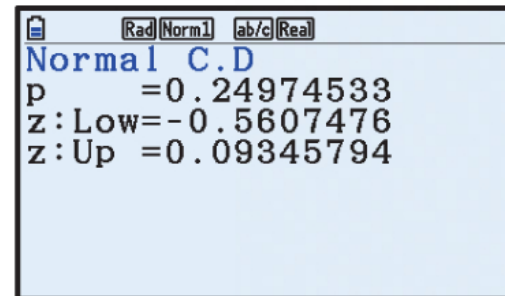 Rad Norm1 ab/c Real
Normal C.D
p =0.24974533
z:Low=-0.5607476
z:Up =0.09345794